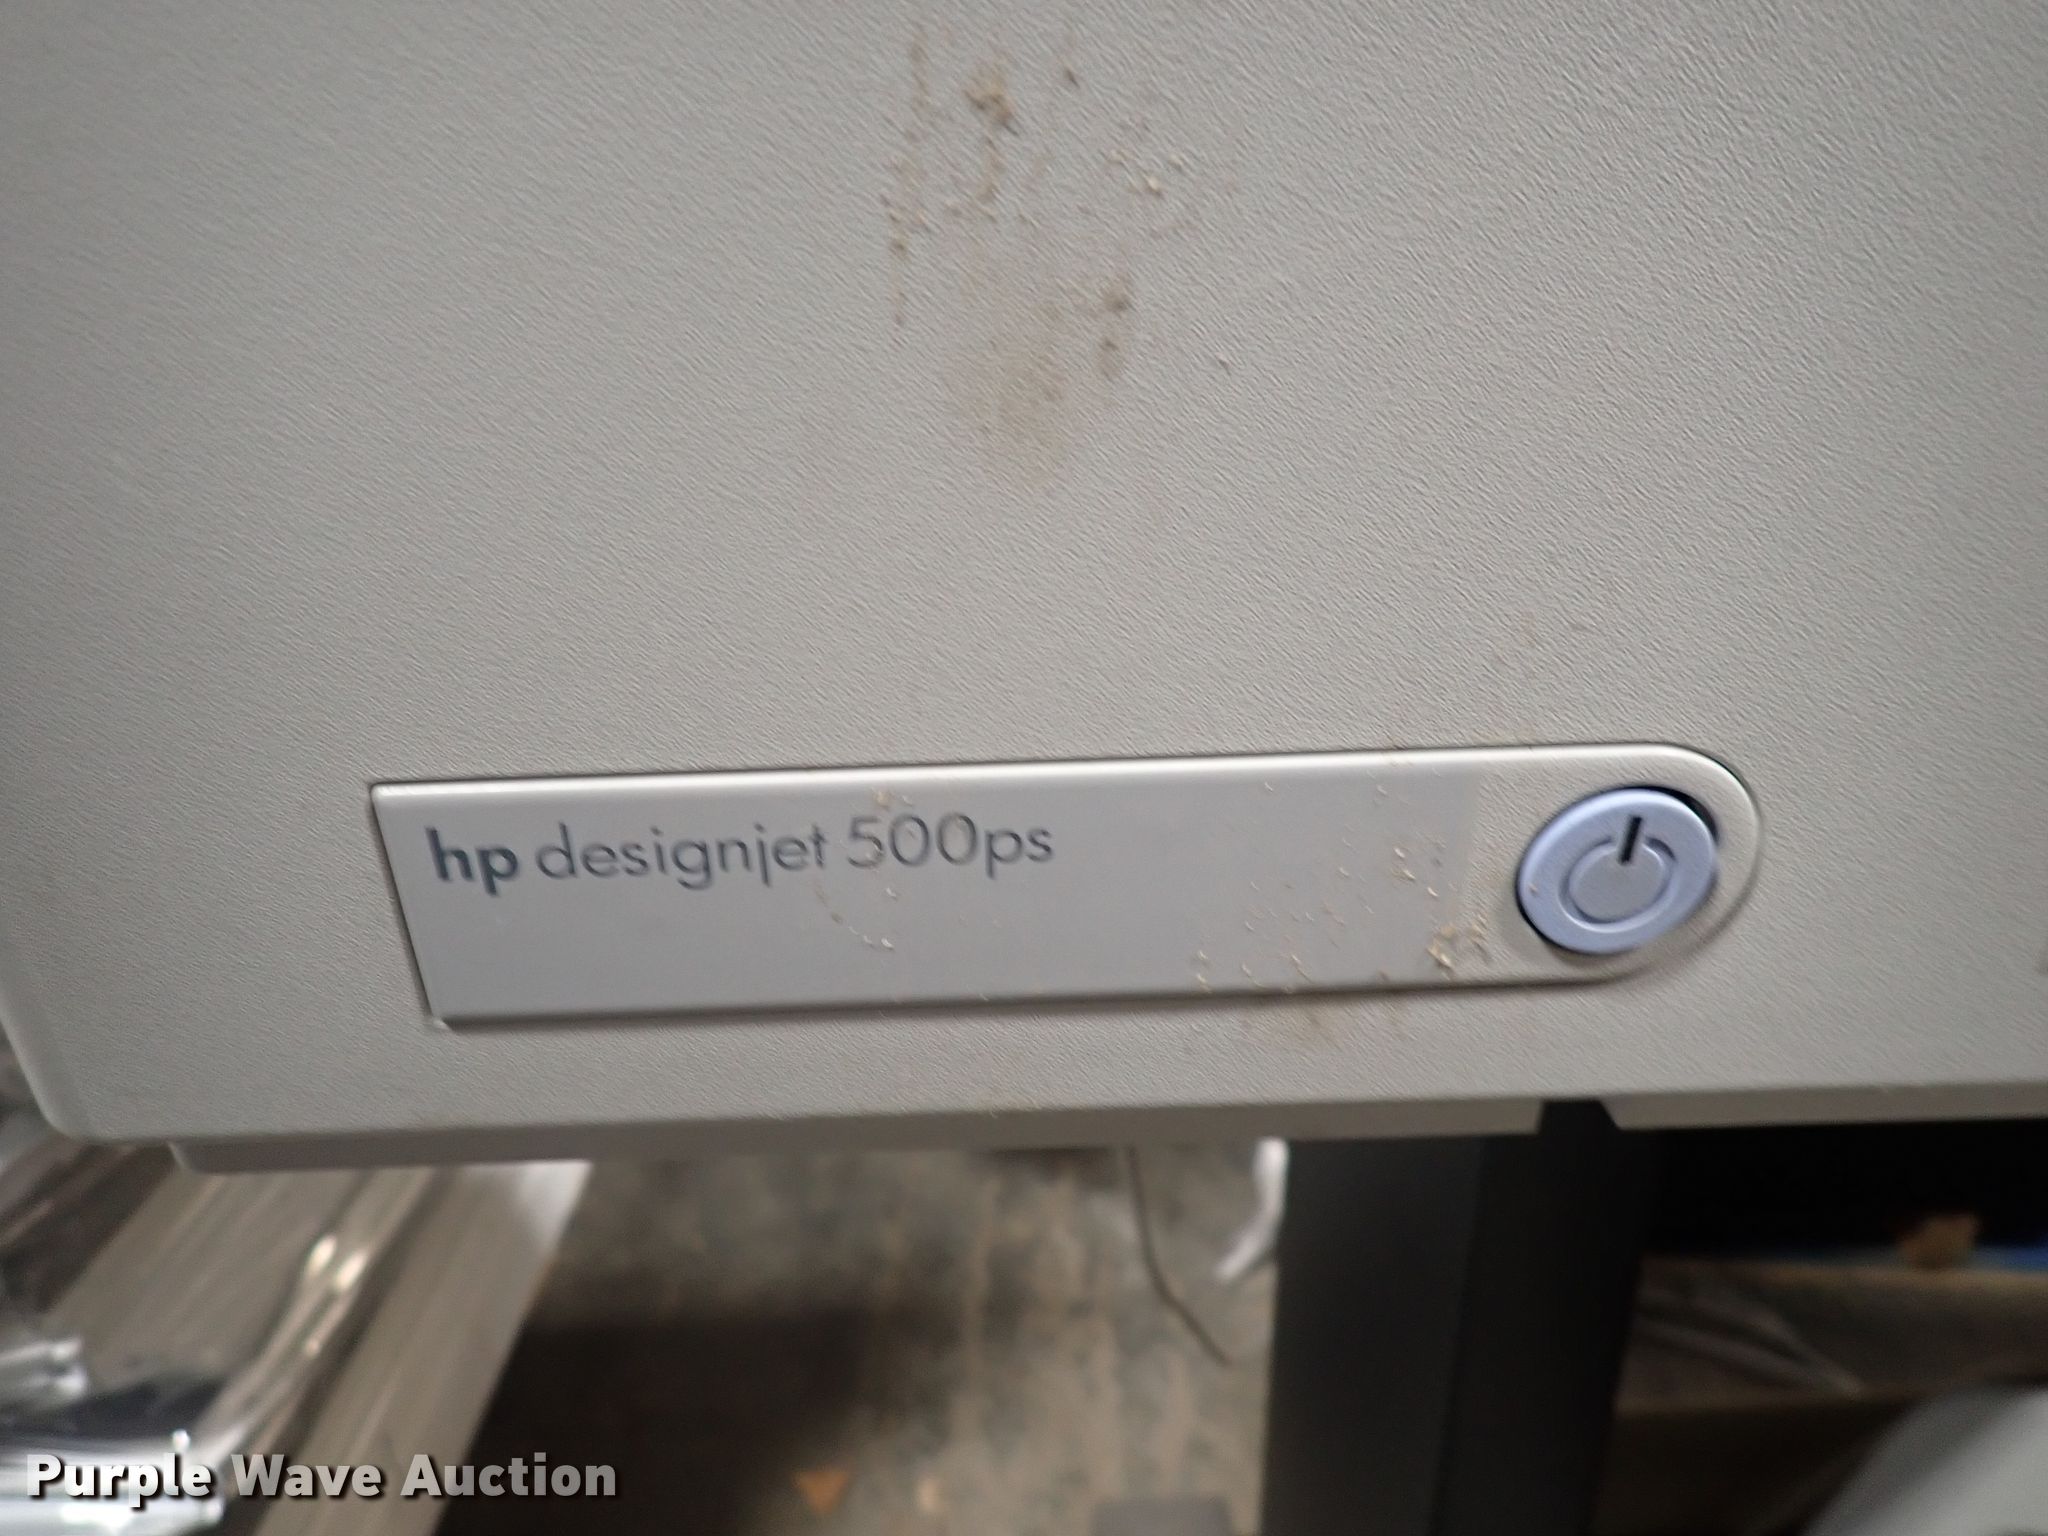 hp designjet 500ps
Purple Wave Auction